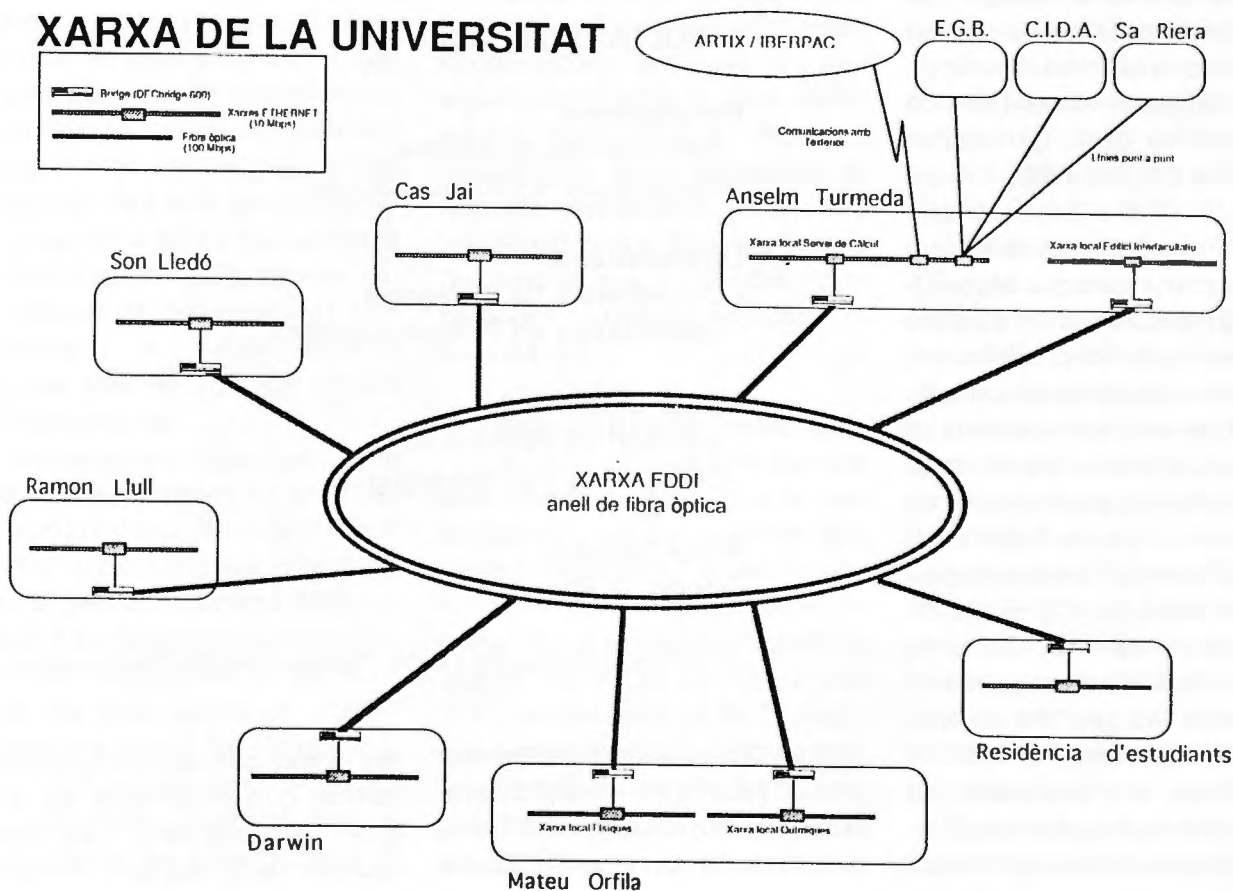 XARXA DE LA UNIVERSITAT
Bridge (DECbridge 600)
Xarxes ETHERNET
(10 Mbps)
Fibra òptica
(100 Mbps)
ARTIX / IBERPAC
E.G.B.
C.I.D.A.
Sa Riera
Comunicacions amb
l'exterior
Línies punt a punt
Cas Jai
Anselm Turmeda
Xarxa local Servei de Càlcul
Xarxa local Edifici Interfacultatiu
Son Lledó
XARXA FDDI
anell de fibra òptica
Ramon Llull
Residència d'estudiants
Darwin
Xarxa local Físiques
Xarxa local Químiques
Mateu Orfila